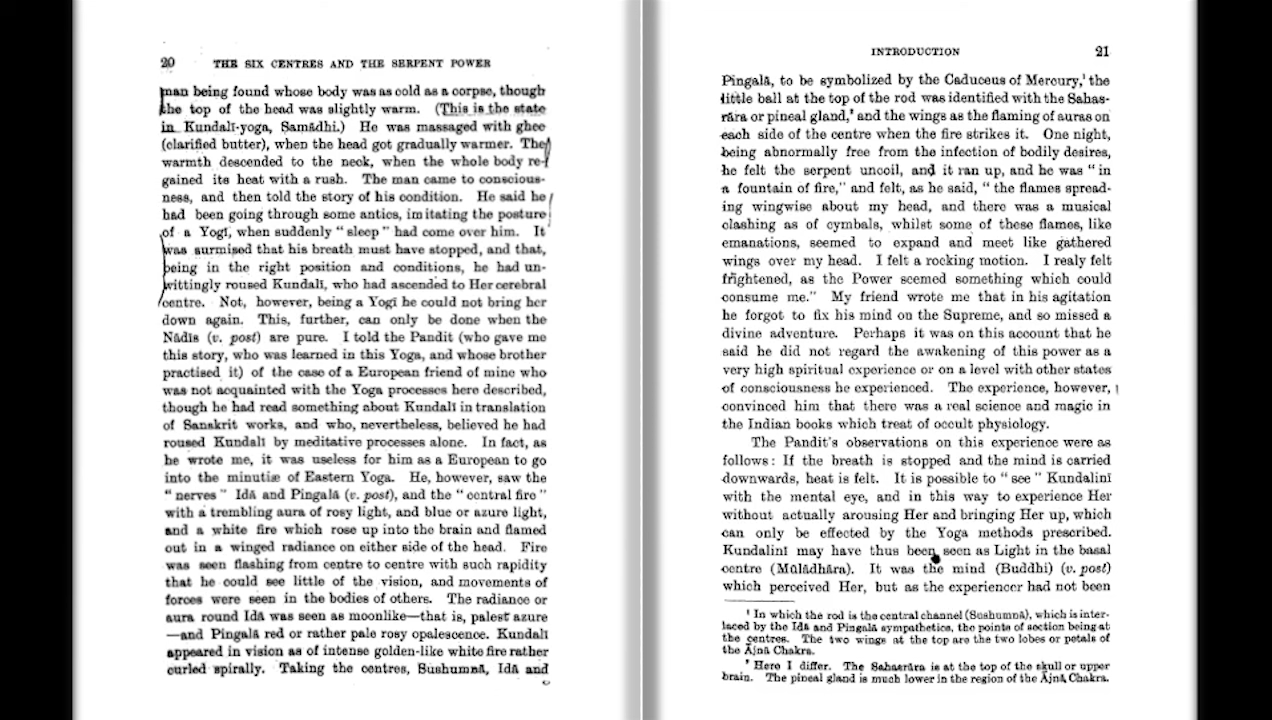 20 THE SIX CENTRES AND THE SERPENT POWER
man being found whose body was as cold as a corpse, though
the top of the head was slightly warm. (This is the state
in Kundalī-yoga, Samādhi.) He was massaged with ghee
(clarified butter), when the head got gradually warmer. The
warmth descended to the neck, when the whole body re-
gained its heat with a rush. The man came to conscious-
ness, and then told the story of his condition. He said he
had been going through some antics, imitating the posture
of a Yogī, when suddenly “sleep” had come over him. It
was surmised that his breath must have stopped, and that,
being in the right position and conditions, he had un-
wittingly roused Kundalī, who had ascended to Her cerebral
centre. Not, however, being a Yogī he could not bring her
down again. This, further, can only be done when the
Nādīs (v. post) are pure. I told the Pandit (who gave me
this story, who was learned in this Yoga, and whose brother
practised it) of the case of a European friend of mine who
was not acquainted with the Yoga processes here described,
though he had read something about Kundalī in translation
of Sanskrit works, and who, nevertheless, believed he had
roused Kundalī by meditative processes alone. In fact, as
he wrote me, it was useless for him as a European to go
into the minutiæ of Eastern Yoga. He, however, saw the
“nerves” Idā and Pingalā (v. post), and the “central fire”
with a trembling aura of rosy light, and blue or azure light,
and a white fire which rose up into the brain and flamed
out in a winged radiance on either side of the head. Fire
was seen flashing from centre to centre with such rapidity
that he could see little of the vision, and movements of
forces were seen in the bodies of others. The radiance or
aura round Idā was seen as moonlike—that is, palest azure
—and Pingalā red or rather pale rosy opalescence. Kundalī
appeared in vision as of intense golden-like white fire rather
curled spirally. Taking the centres, Sushumnā, Idā and
INTRODUCTION 21
Pingalā, to be symbolized by the Caduceus of Mercury,¹ the
little ball at the top of the rod was identified with the Sahas-
rāra or pineal gland,² and the wings as the flaming of auras on
each side of the centre when the fire strikes it. One night,
being abnormally free from the infection of bodily desires,
he felt the serpent uncoil, and it ran up, and he was “in
a fountain of fire,” and felt, as he said, “the flames spread-
ing wingwise about my head, and there was a musical
clashing as of cymbals, whilst some of these flames, like
emanations, seemed to expand and meet like gathered
wings over my head. I felt a rocking motion. I realy felt
frightened, as the Power seemed something which could
consume me.” My friend wrote me that in his agitation
he forgot to fix his mind on the Supreme, and so missed a
divine adventure. Perhaps it was on this account that he
said he did not regard the awakening of this power as a
very high spiritual experience or on a level with other states
of consciousness he experienced. The experience, however,
convinced him that there was a real science and magic in
the Indian books which treat of occult physiology.
The Pandit's observations on this experience were as
follows: If the breath is stopped and the mind is carried
downwards, heat is felt. It is possible to “see” Kundalinī
with the mental eye, and in this way to experience Her
without actually arousing Her and bringing Her up, which
can only be effected by the Yoga methods prescribed.
Kundalinī may have thus been seen as Light in the basal
centre (Mūlādhāra). It was the mind (Buddhi) (v. post)
which perceived Her, but as the experiencer had not been
¹ In which the rod is the central channel (Sushumnā), which is inter-
laced by the Idā and Pingalā sympathetics, the points of section being at
the centres. The two wings at the top are the two lobes or petals of
the Ājnā Chakra.
² Here I differ. The Sahasrāra is at the top of the skull or upper
brain. The pineal gland is much lower in the region of the Ājnā Chakra.